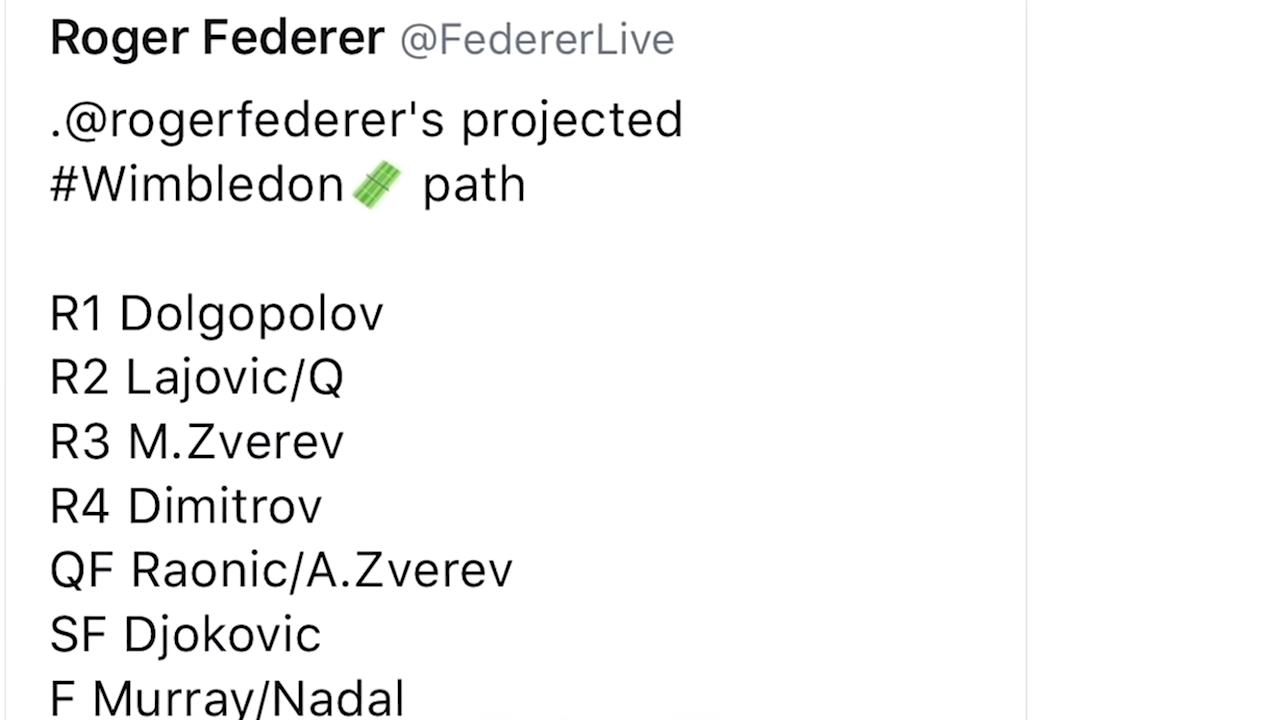 Roger Federer @FedererLive
.@rogerfederer's projected
#Wimbledon path
R1 Dolgopolov
R2 Lajovic/Q
R3 M.Zverev
R4 Dimitrov
QF Raonic/A.Zverev
SF Djokovic
F Murray/Nadal